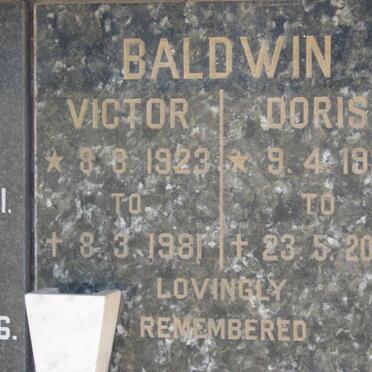 BALDWIN
VICTOR DORIS
★ 8.8.1923 ★ 9.4.19
TO TO
✝ 8.3.1981 ✝ 23.5.20
LOVINGLY
REMEMBERED
I.
S.